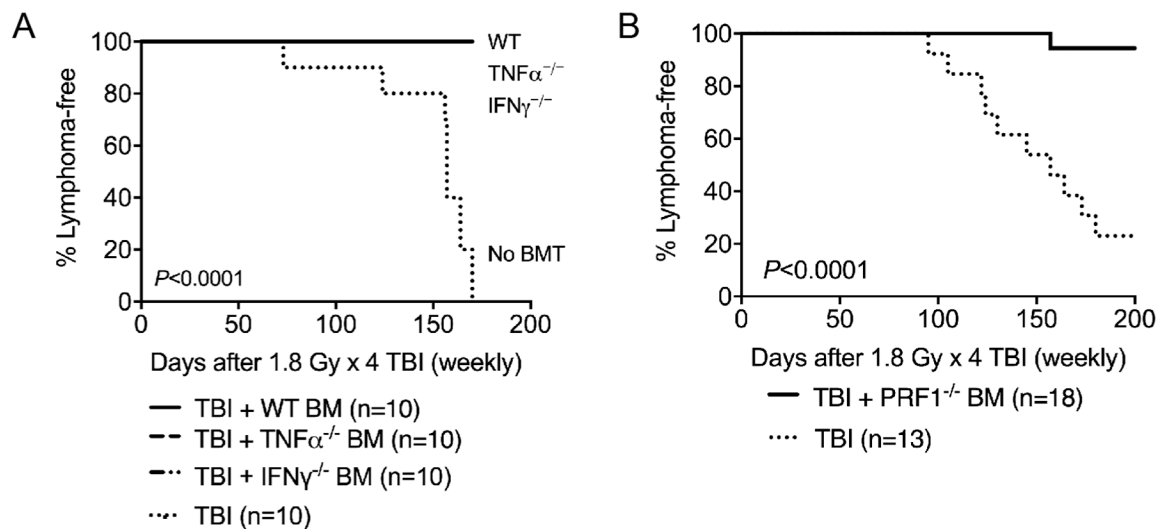 A
% Lymphoma-free
100
80
60
40
20
0
WT
TNFα⁻/⁻
IFNγ⁻/⁻
No BMT
P<0.0001
0 50 100 150 200
Days after 1.8 Gy x 4 TBI (weekly)
TBI + WT BM (n=10)
TBI + TNFα⁻/⁻ BM (n=10)
TBI + IFNγ⁻/⁻ BM (n=10)
TBI (n=10)
B
% Lymphoma-free
100
80
60
40
20
0
P<0.0001
0 50 100 150 200
Days after 1.8 Gy x 4 TBI (weekly)
TBI + PRF1⁻/⁻ BM (n=18)
TBI (n=13)